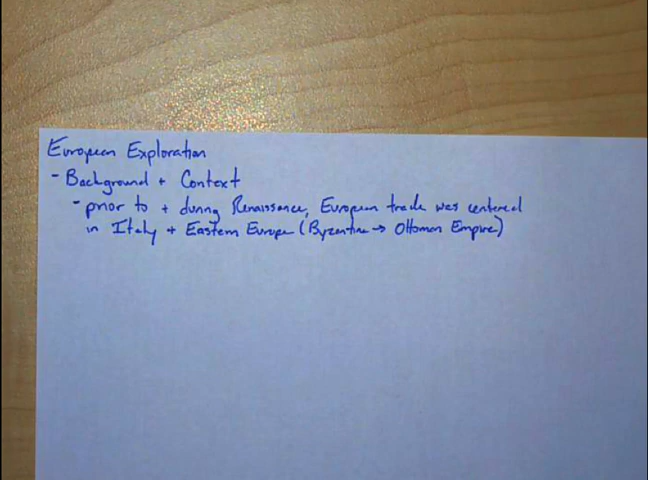 European Exploration
- Background + Context
- prior to + during Renaissance, European trade was centered
in Italy + Eastern Europe (Byzantine → Ottoman Empire)